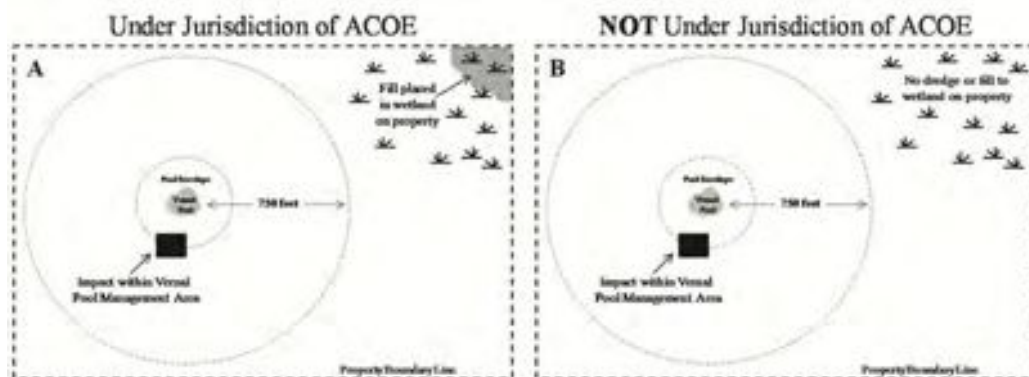 Under Jurisdiction of ACOE
A
Fill placed
in wetland
on property
Pool Envelope
Vernal
Pool
750 feet
Impact within Vernal
Pool Management Area
Property Boundary Line
NOT Under Jurisdiction of ACOE
B
No dredge or fill to
wetland on property
Pool Envelope
Vernal
Pool
750 feet
Impact within Vernal
Pool Management Area
Property Boundary Line